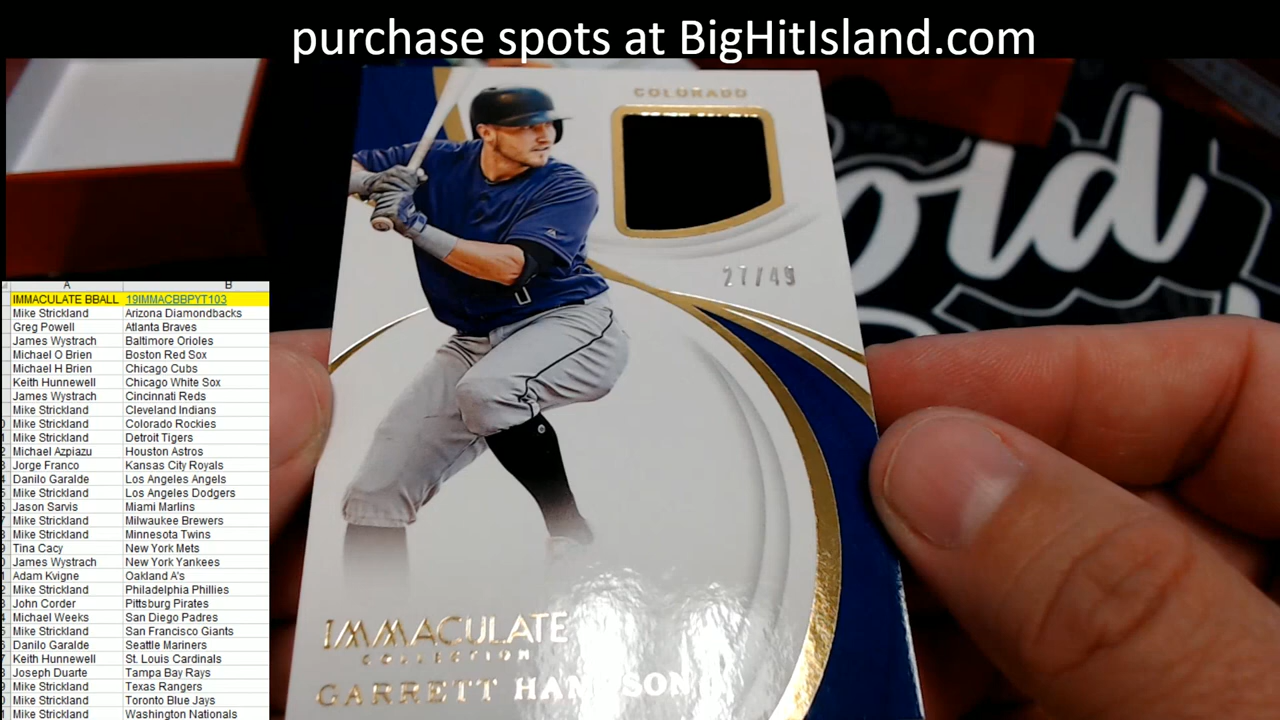 purchase spots at BigHitIsland.com
COLORADO
27/49
IMMACULATE
COLLECTION
GARRETT HAMPSON
A B
IMMACULATE BBALL 19IMMACBBPYT103
Mike Strickland Arizona Diamondbacks
Greg Powell Atlanta Braves
James Wystrach Baltimore Orioles
Michael O Brien Boston Red Sox
Michael H Brien Chicago Cubs
Keith Hunnewell Chicago White Sox
James Wystrach Cincinnati Reds
Mike Strickland Cleveland Indians
Mike Strickland Colorado Rockies
Mike Strickland Detroit Tigers
Michael Azpiazu Houston Astros
Jorge Franco Kansas City Royals
Danilo Garalde Los Angeles Angels
Mike Strickland Los Angeles Dodgers
Jason Sarvis Miami Marlins
Mike Strickland Milwaukee Brewers
Mike Strickland Minnesota Twins
Tina Cacy New York Mets
James Wystrach New York Yankees
Adam Kvigne Oakland A's
Mike Strickland Philadelphia Phillies
John Corder Pittsburg Pirates
Michael Weeks San Diego Padres
Mike Strickland San Francisco Giants
Danilo Garalde Seattle Mariners
Keith Hunnewell St. Louis Cardinals
Joseph Duarte Tampa Bay Rays
Mike Strickland Texas Rangers
Mike Strickland Toronto Blue Jays
Mike Strickland Washington Nationals